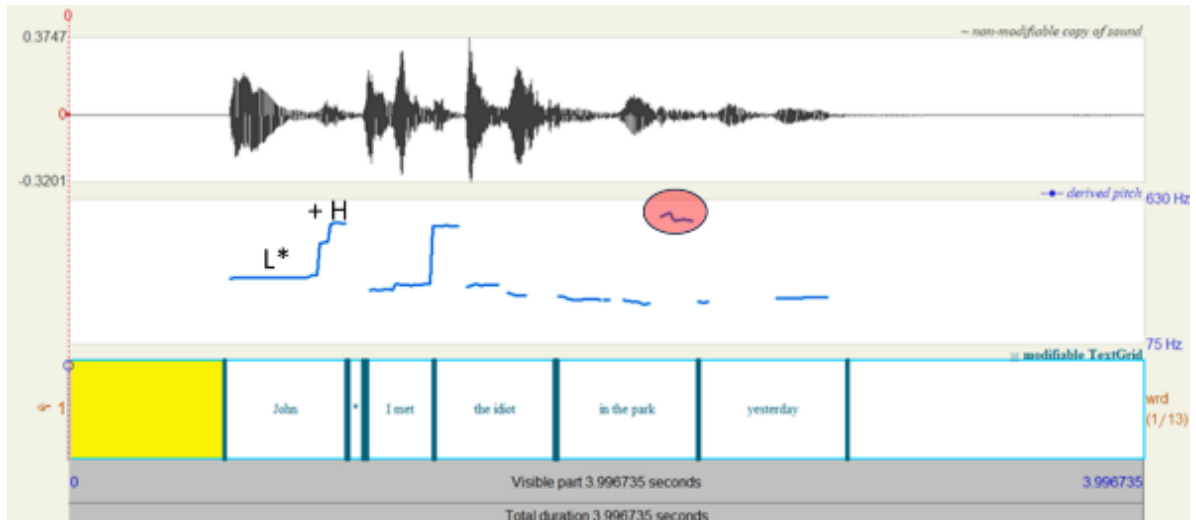 0
0.3747
~ non-modifiable copy of sound
0
-0.3201
derived pitch
630 Hz
+ H
L*
75 Hz
modifiable TextGrid
1
John
*
I met
the idiot
in the park
yesterday
wrd
(1/13)
0
Visible part 3.996735 seconds
3.996735
Total duration 3.996735 seconds